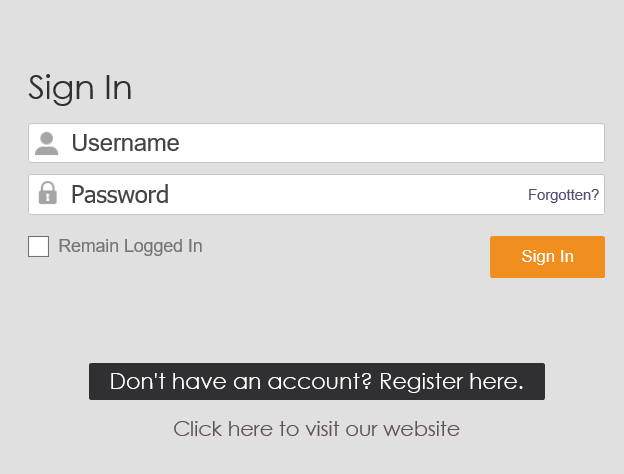 Sign In
Username
Password
Forgotten?
Remain Logged In
Sign In
Don't have an account? Register here.
Click here to visit our website